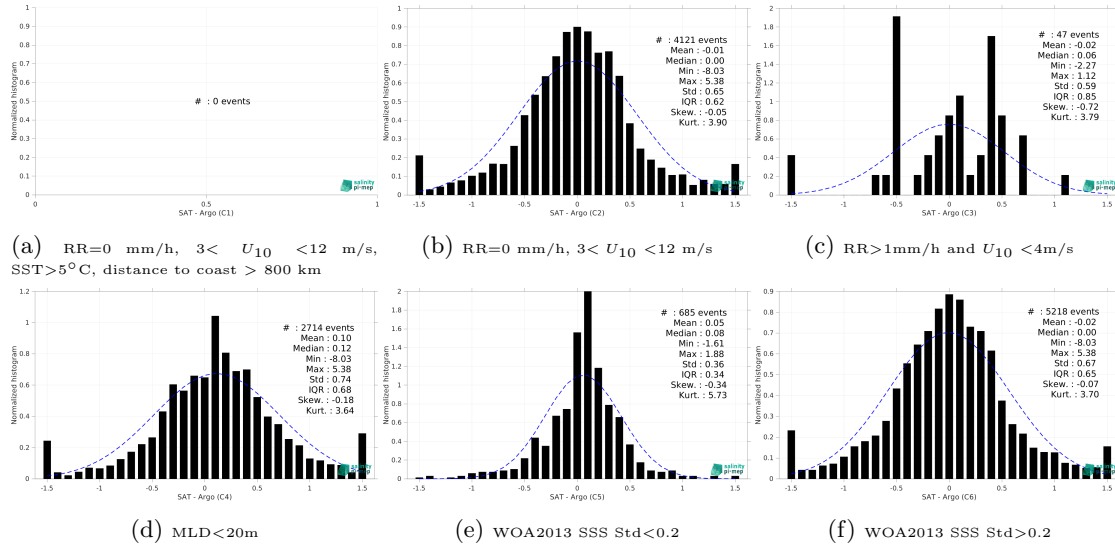 1
0.9
0.8
0.7
0.6
0.5
0.4
0.3
0.2
0.1
0
Normalized histogram
# : 0 events
salinity
pi-mep
0 0.5 1
SAT - Argo (C1)
(a) RR=0 mm/h, 3< U10 <12 m/s,
SST>5°C, distance to coast > 800 km
1
0.9
0.8
0.7
0.6
0.5
0.4
0.3
0.2
0.1
0
Normalized histogram
# : 4121 events
Mean : -0.01
Median : 0.00
Min : -8.03
Max : 5.38
Std : 0.65
IQR : 0.62
Skew. : -0.05
Kurt. : 3.90
salinity
pi-mep
-1.5 -1 -0.5 0 0.5 1 1.5
SAT - Argo (C2)
(b) RR=0 mm/h, 3< U10 <12 m/s
2
1.8
1.6
1.4
1.2
1
0.8
0.6
0.4
0.2
0
Normalized histogram
# : 47 events
Mean : -0.02
Median : 0.06
Min : -2.27
Max : 1.12
Std : 0.59
IQR : 0.85
Skew. : -0.72
Kurt. : 3.79
salinity
pi-mep
-1.5 -1 -0.5 0 0.5 1 1.5
SAT - Argo (C3)
(c) RR>1mm/h and U10 <4m/s
1.2
1
0.8
0.6
0.4
0.2
0
Normalized histogram
# : 2714 events
Mean : 0.10
Median : 0.12
Min : -8.03
Max : 5.38
Std : 0.74
IQR : 0.68
Skew. : -0.18
Kurt. : 3.64
salinity
pi-mep
-1.5 -1 -0.5 0 0.5 1 1.5
SAT - Argo (C4)
(d) MLD<20m
2
1.8
1.6
1.4
1.2
1
0.8
0.6
0.4
0.2
0
Normalized histogram
# : 685 events
Mean : 0.05
Median : 0.08
Min : -1.61
Max : 1.88
Std : 0.36
IQR : 0.34
Skew. : -0.34
Kurt. : 5.73
salinity
pi-mep
-1.5 -1 -0.5 0 0.5 1 1.5
SAT - Argo (C5)
(e) WOA2013 SSS Std<0.2
0.9
0.8
0.7
0.6
0.5
0.4
0.3
0.2
0.1
0
Normalized histogram
# : 5218 events
Mean : -0.02
Median : 0.00
Min : -8.03
Max : 5.38
Std : 0.67
IQR : 0.65
Skew. : -0.07
Kurt. : 3.70
salinity
pi-mep
-1.5 -1 -0.5 0 0.5 1 1.5
SAT - Argo (C6)
(f) WOA2013 SSS Std>0.2